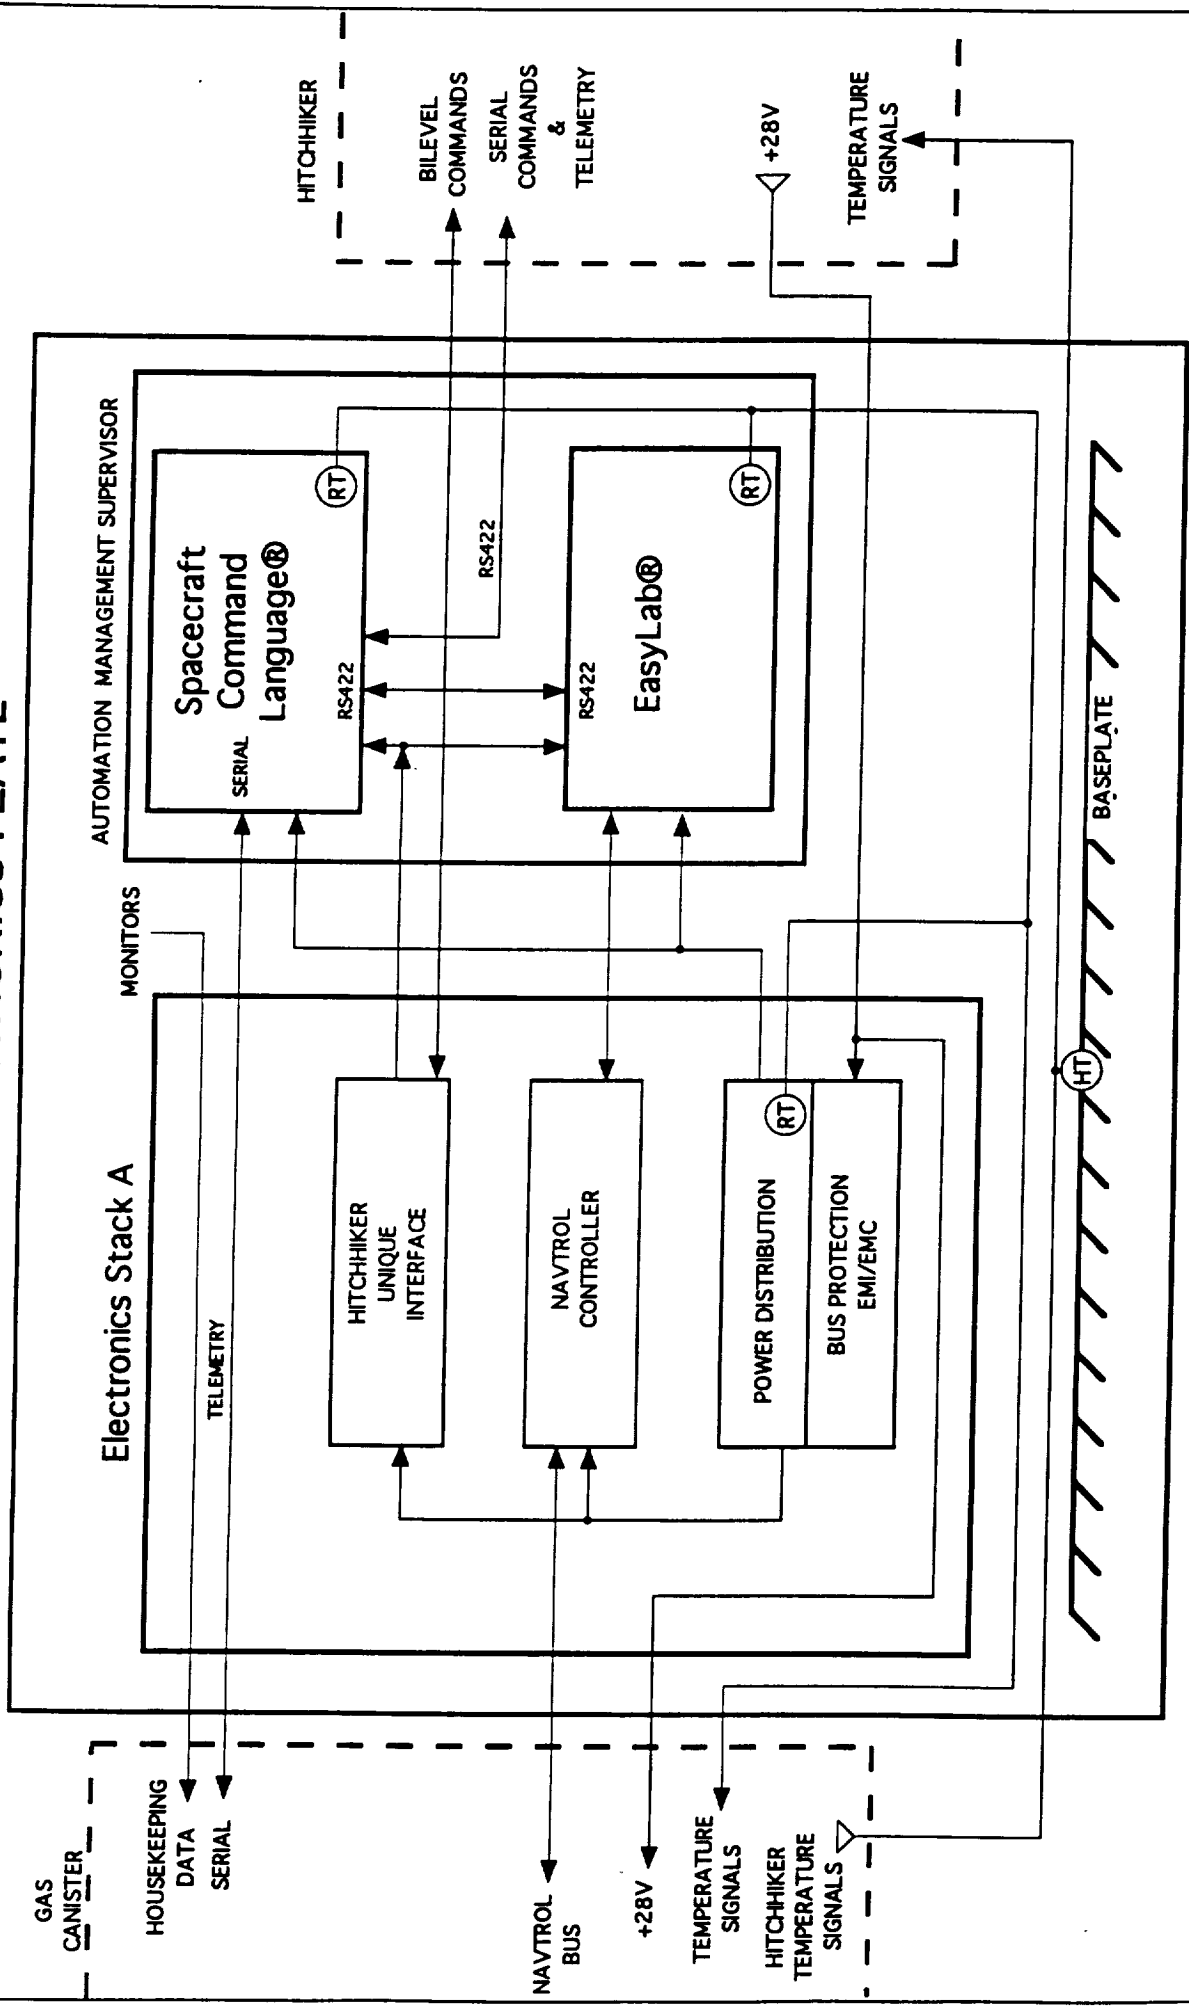 HITCHHIKER
BILEVEL
COMMANDS
SERIAL
COMMANDS
&
TELEMETRY
+28V
TEMPERATURE
SIGNALS
AUTOMATION MANAGEMENT SUPERVISOR
Spacecraft
Command
Language®
RT
SERIAL
RS422
RS422
RS422
EasyLab®
RT
MONITORS
BASEPLATE
Electronics Stack A
TELEMETRY
HITCHHIKER
UNIQUE
INTERFACE
NAVTROL
CONTROLLER
POWER DISTRIBUTION
RT
BUS PROTECTION
EMI/EMC
HT
GAS
CANISTER
HOUSEKEEPING
DATA
SERIAL
NAVTROL
BUS
+28V
TEMPERATURE
SIGNALS
HITCHHIKER
TEMPERATURE
SIGNALS